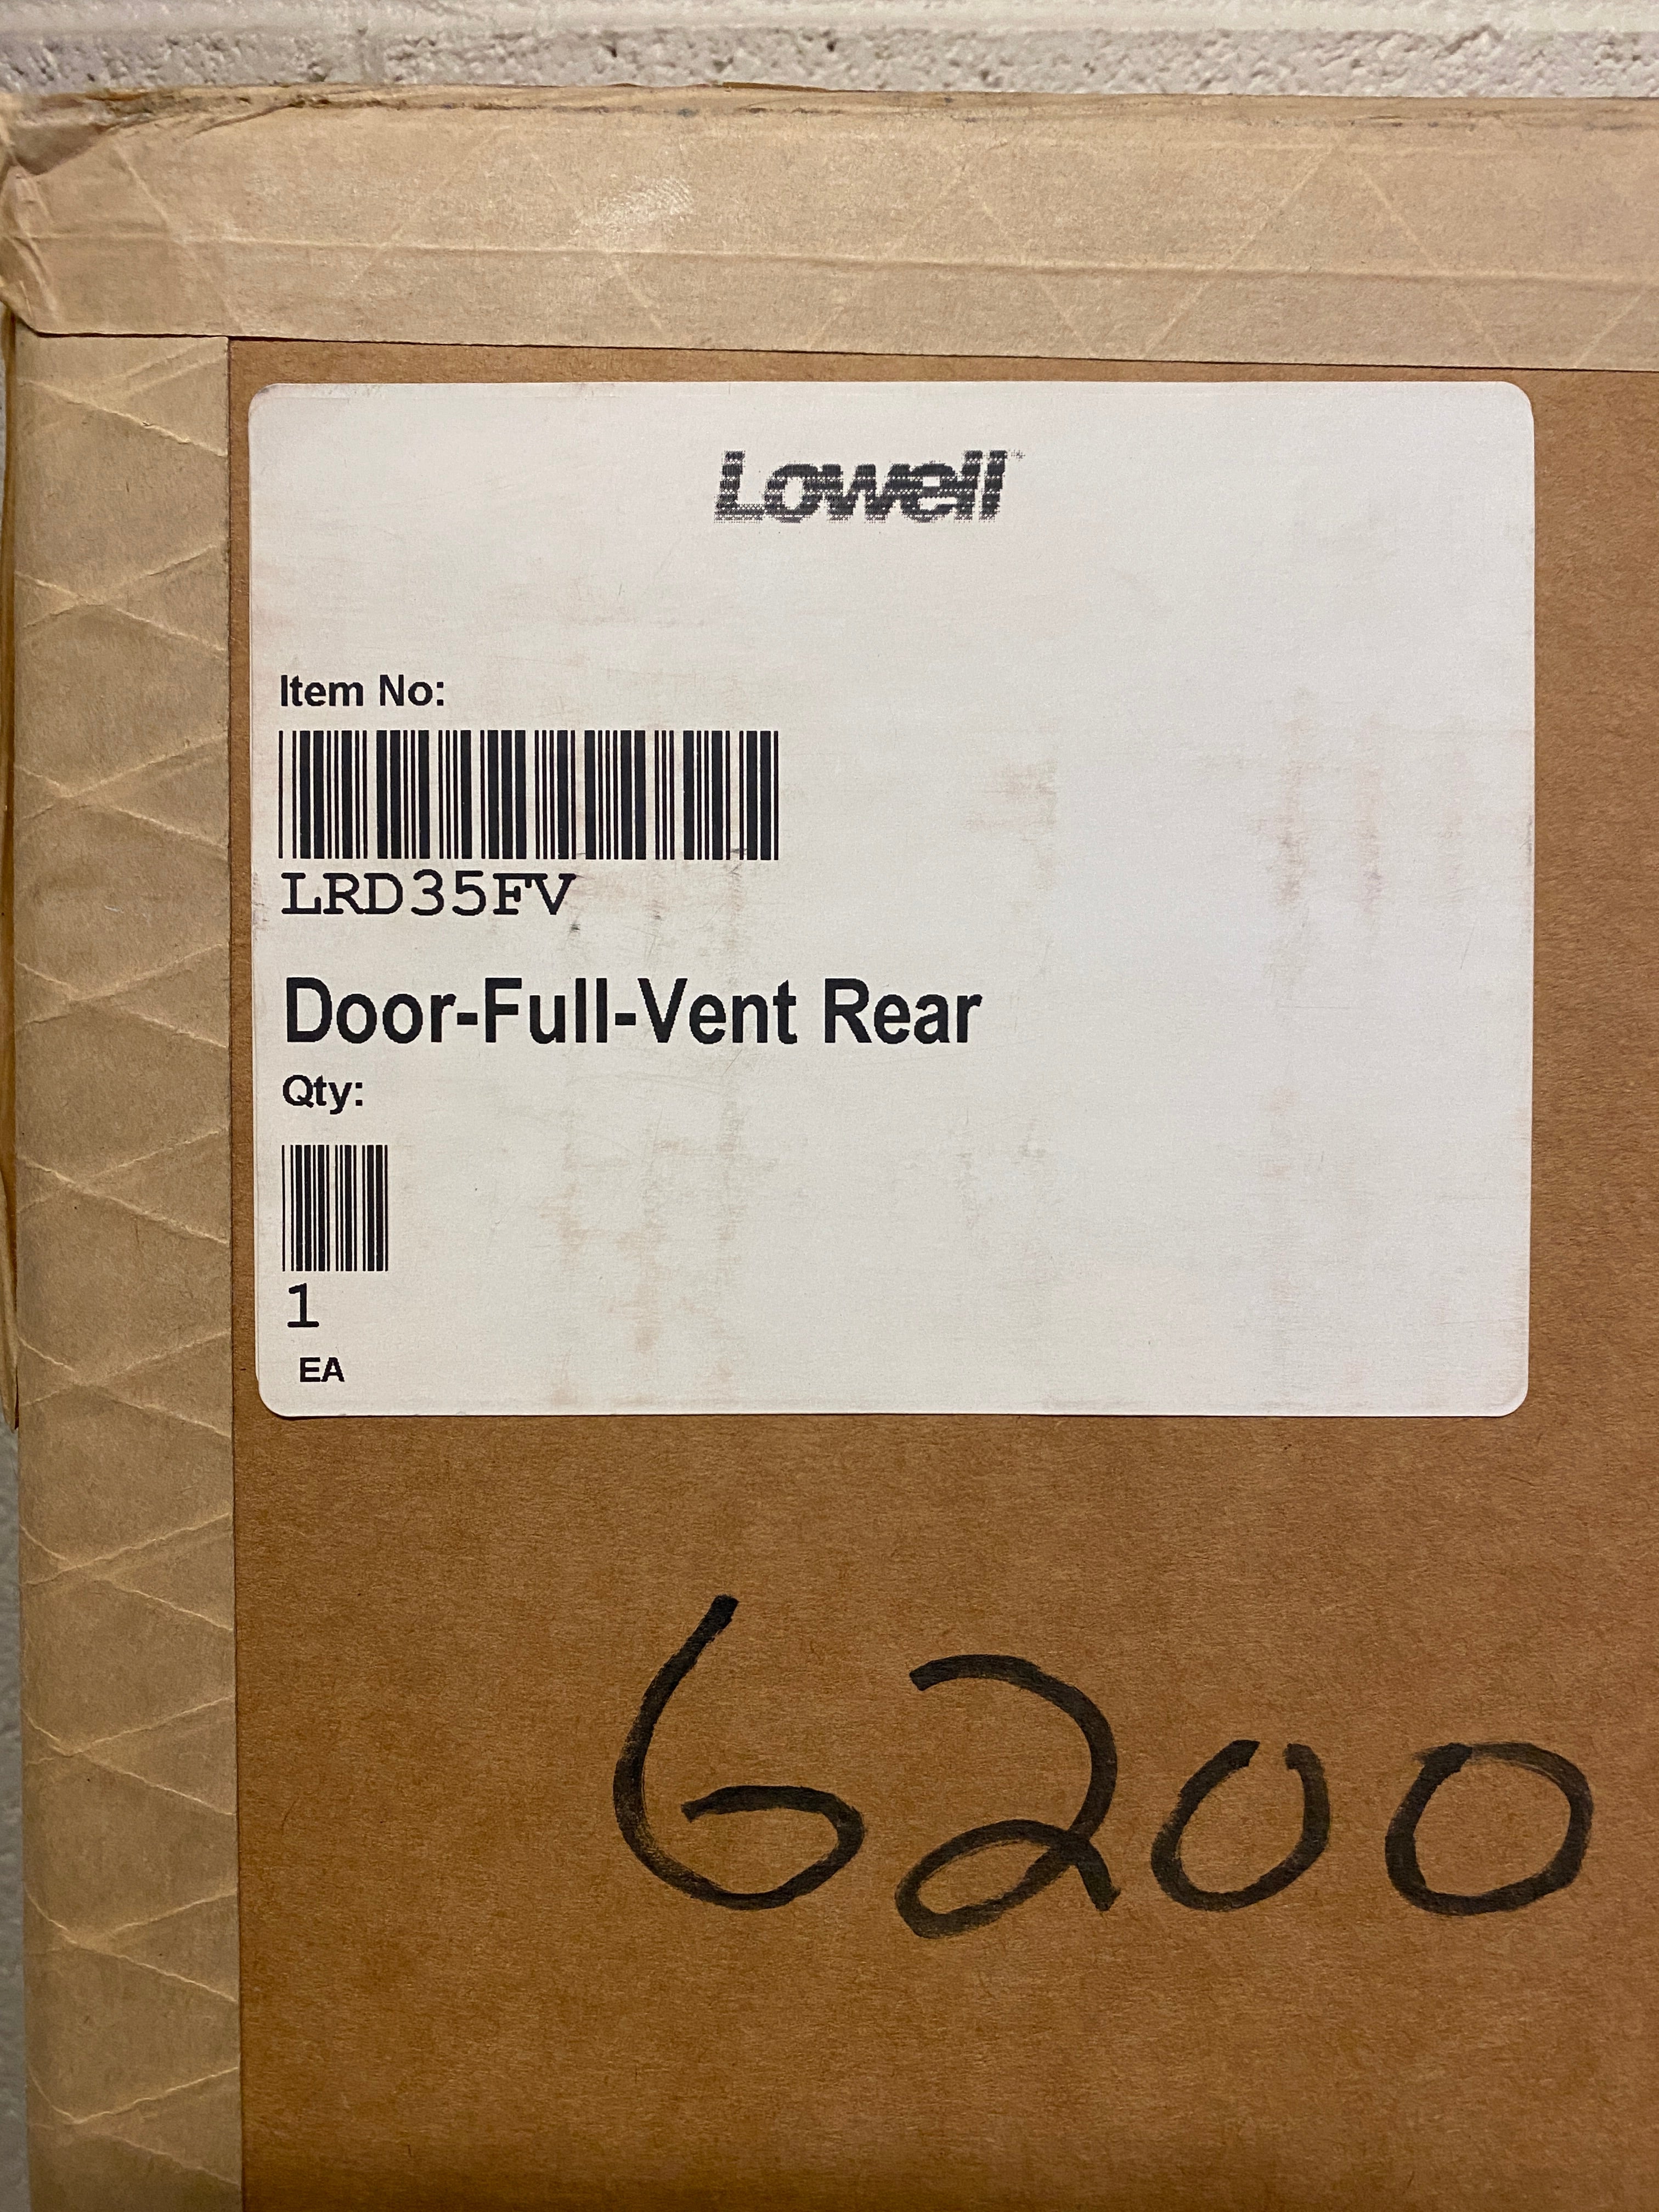 Lowell
Item No:
LRD35FV
Door-Full-Vent Rear
Qty:
1
EA
6200